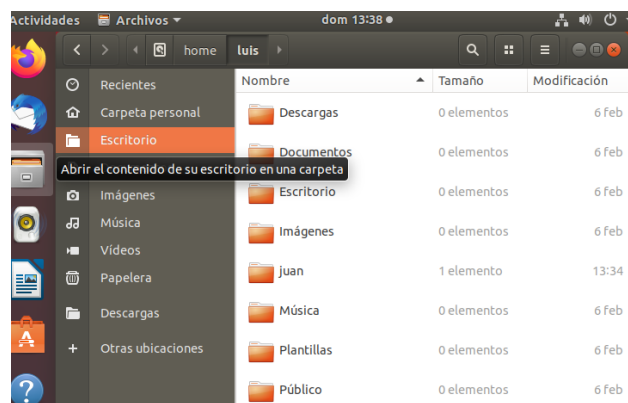 Actividades Archivos dom 13:38
home luis
Nombre Tamaño Modificación
Recientes
Carpeta personal
Escritorio
Abrir el contenido de su escritorio en una carpeta
Imágenes
Música
Vídeos
Papelera
Descargas
+ Otras ubicaciones
Descargas 0 elementos 6 feb
Documentos 0 elementos 6 feb
Escritorio 0 elementos 6 feb
Imágenes 0 elementos 6 feb
juan 1 elemento 13:34
Música 0 elementos 6 feb
Plantillas 0 elementos 6 feb
Público 0 elementos 6 feb